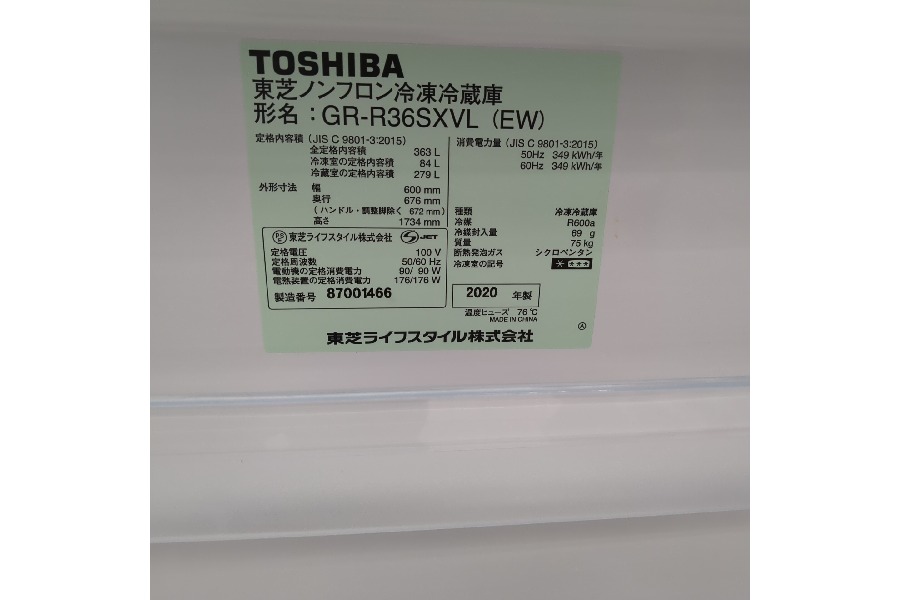 TOSHIBA
東芝ノンフロン冷凍冷蔵庫
形名：GR-R36SXVL (EW)
定格内容積 (JIS C 9801-3:2015)
全定格内容積 363 L
冷凍室の定格内容積 84 L
冷蔵室の定格内容積 279 L
外形寸法 幅 600 mm
奥行 676 mm
(ハンドル・調整脚除く 672 mm)
高さ 1734 mm
消費電力量 (JIS C 9801-3:2015)
50Hz 349 kWh/年
60Hz 349 kWh/年
種類 冷凍冷蔵庫
冷媒 R600a
冷媒封入量 69 g
質量 75 kg
断熱発泡ガス シクロペンタン
冷凍室の記号 * ***
PSE 東芝ライフスタイル株式会社 S JET
定格電圧 100 V
定格周波数 50/60 Hz
電動機の定格消費電力 90/ 90 W
電熱装置の定格消費電力 176/176 W
製造番号 87001466
2020 年製
温度ヒューズ 76℃
MADE IN CHINA
Ⓐ
東芝ライフスタイル株式会社